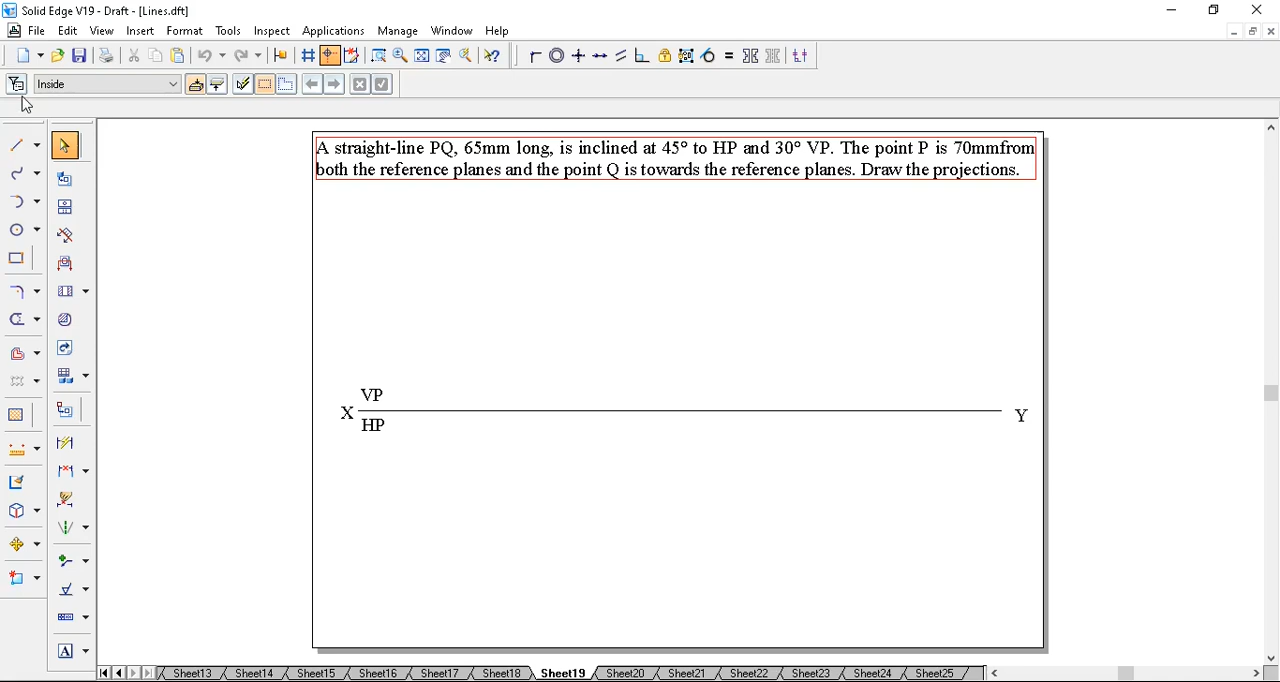 Solid Edge V19 - Draft - [Lines.dft]
File Edit View Insert Format Tools Inspect Applications Manage Window Help
Inside
A straight-line PQ, 65mm long, is inclined at 45° to HP and 30° VP. The point P is 70mmfrom
both the reference planes and the point Q is towards the reference planes. Draw the projections.
VP
X
HP
Y
A
Sheet13 Sheet14 Sheet15 Sheet16 Sheet17 Sheet18 Sheet19 Sheet20 Sheet21 Sheet22 Sheet23 Sheet24 Sheet25